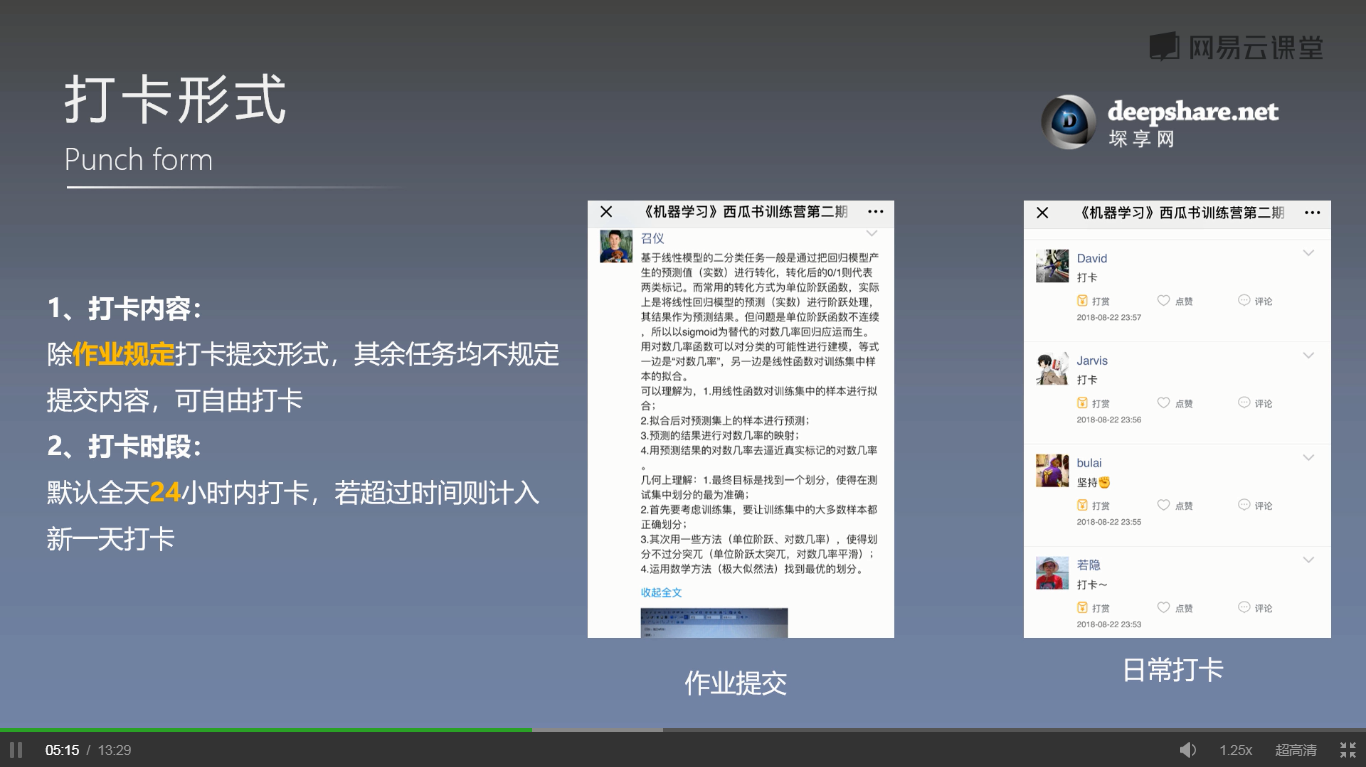 网易云课堂
打卡形式
deepshare.net
深享网
Punch form
1、打卡内容：
除作业规定打卡提交形式，其余任务均不规定
提交内容，可自由打卡
2、打卡时段：
默认全天24小时内打卡，若超过时间则计入
新一天打卡
《机器学习》西瓜书训练营第二期
召仪
基于线性模型的二分类任务一般是通过把回归模型产
生的预测值（实数）进行转化，转化后的0/1则代表
两类标记。而常用的转化方式为单位阶跃函数，实际
上是将线性回归模型的预测（实数）进行阶跃处理，
其结果作为预测结果。但问题是单位阶跃函数不连续
，所以以sigmoid为替代的对数几率回归应运而生。
用对数几率函数可以对分类的可能性进行建模，等式
一边是“对数几率”，另一边是线性函数对训练集中样
本的拟合。
可以理解为，1.用线性函数对训练集中的样本进行拟
合；
2.拟合后对预测集上的样本进行预测；
3.预测的结果进行对数几率的映射；
4.用预测结果的对数几率去逼近真实标记的对数几率
。
几何上理解：1.最终目标是找到一个划分，使得在测
试集中划分的最为准确；
2.首先要考虑训练集，要让训练集中的大多数样本都
正确划分；
3.其次用一些方法（单位阶跃、对数几率），使得划
分不过分突兀（单位阶跃太突兀，对数几率平滑）；
4.运用数学方法（极大似然法）找到最优的划分。
收起全文
作业提交
《机器学习》西瓜书训练营第二期
David
打卡
打赏 点赞 评论
2018-08-22 23:57
Jarvis
打卡
打赏 点赞 评论
2018-08-22 23:56
bulai
坚持✊
打赏 点赞 评论
2018-08-22 23:55
若隐
打卡～
打赏 点赞 评论
2018-08-22 23:53
日常打卡
05:15 / 13:29
1.25x 超高清